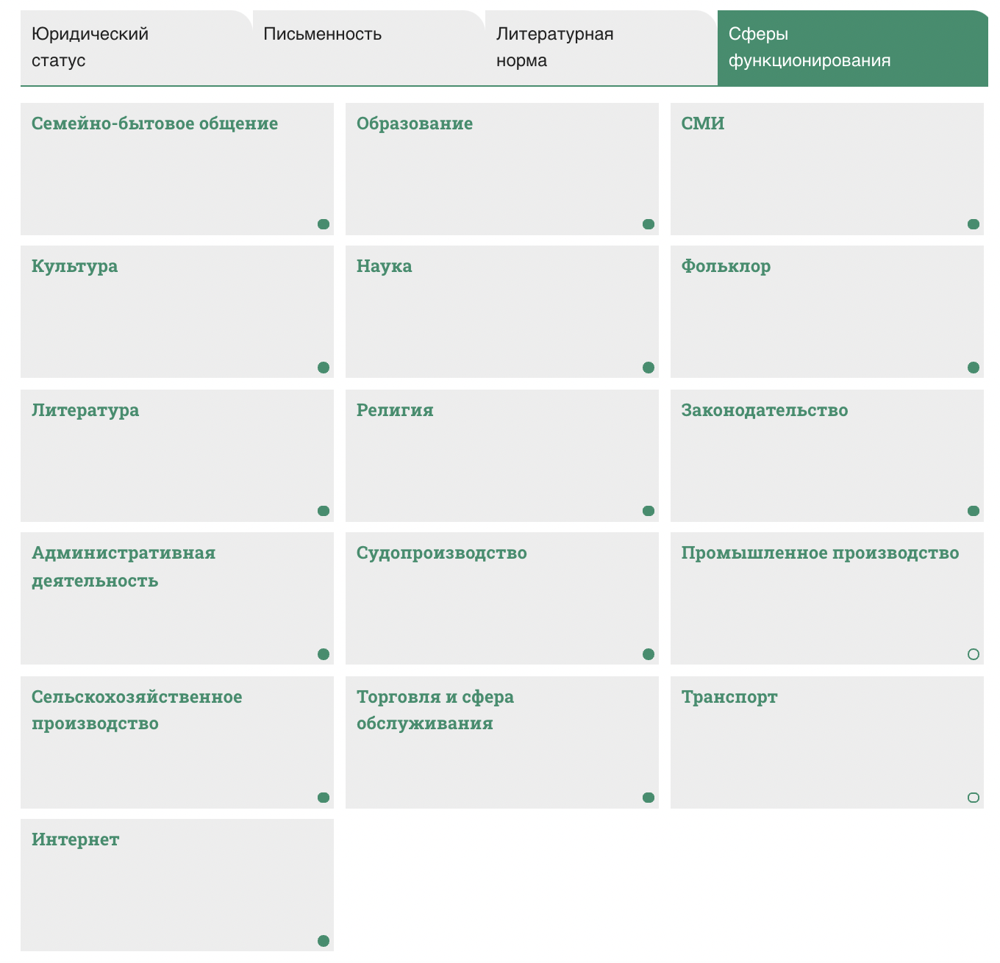 Юридический
статус
Письменность
Литературная
норма
Сферы
функционирования
Семейно-бытовое общение
Образование
СМИ
Культура
Наука
Фольклор
Литература
Религия
Законодательство
Административная
деятельность
Судопроизводство
Промышленное производство
Сельскохозяйственное
производство
Торговля и сфера
обслуживания
Транспорт
Интернет